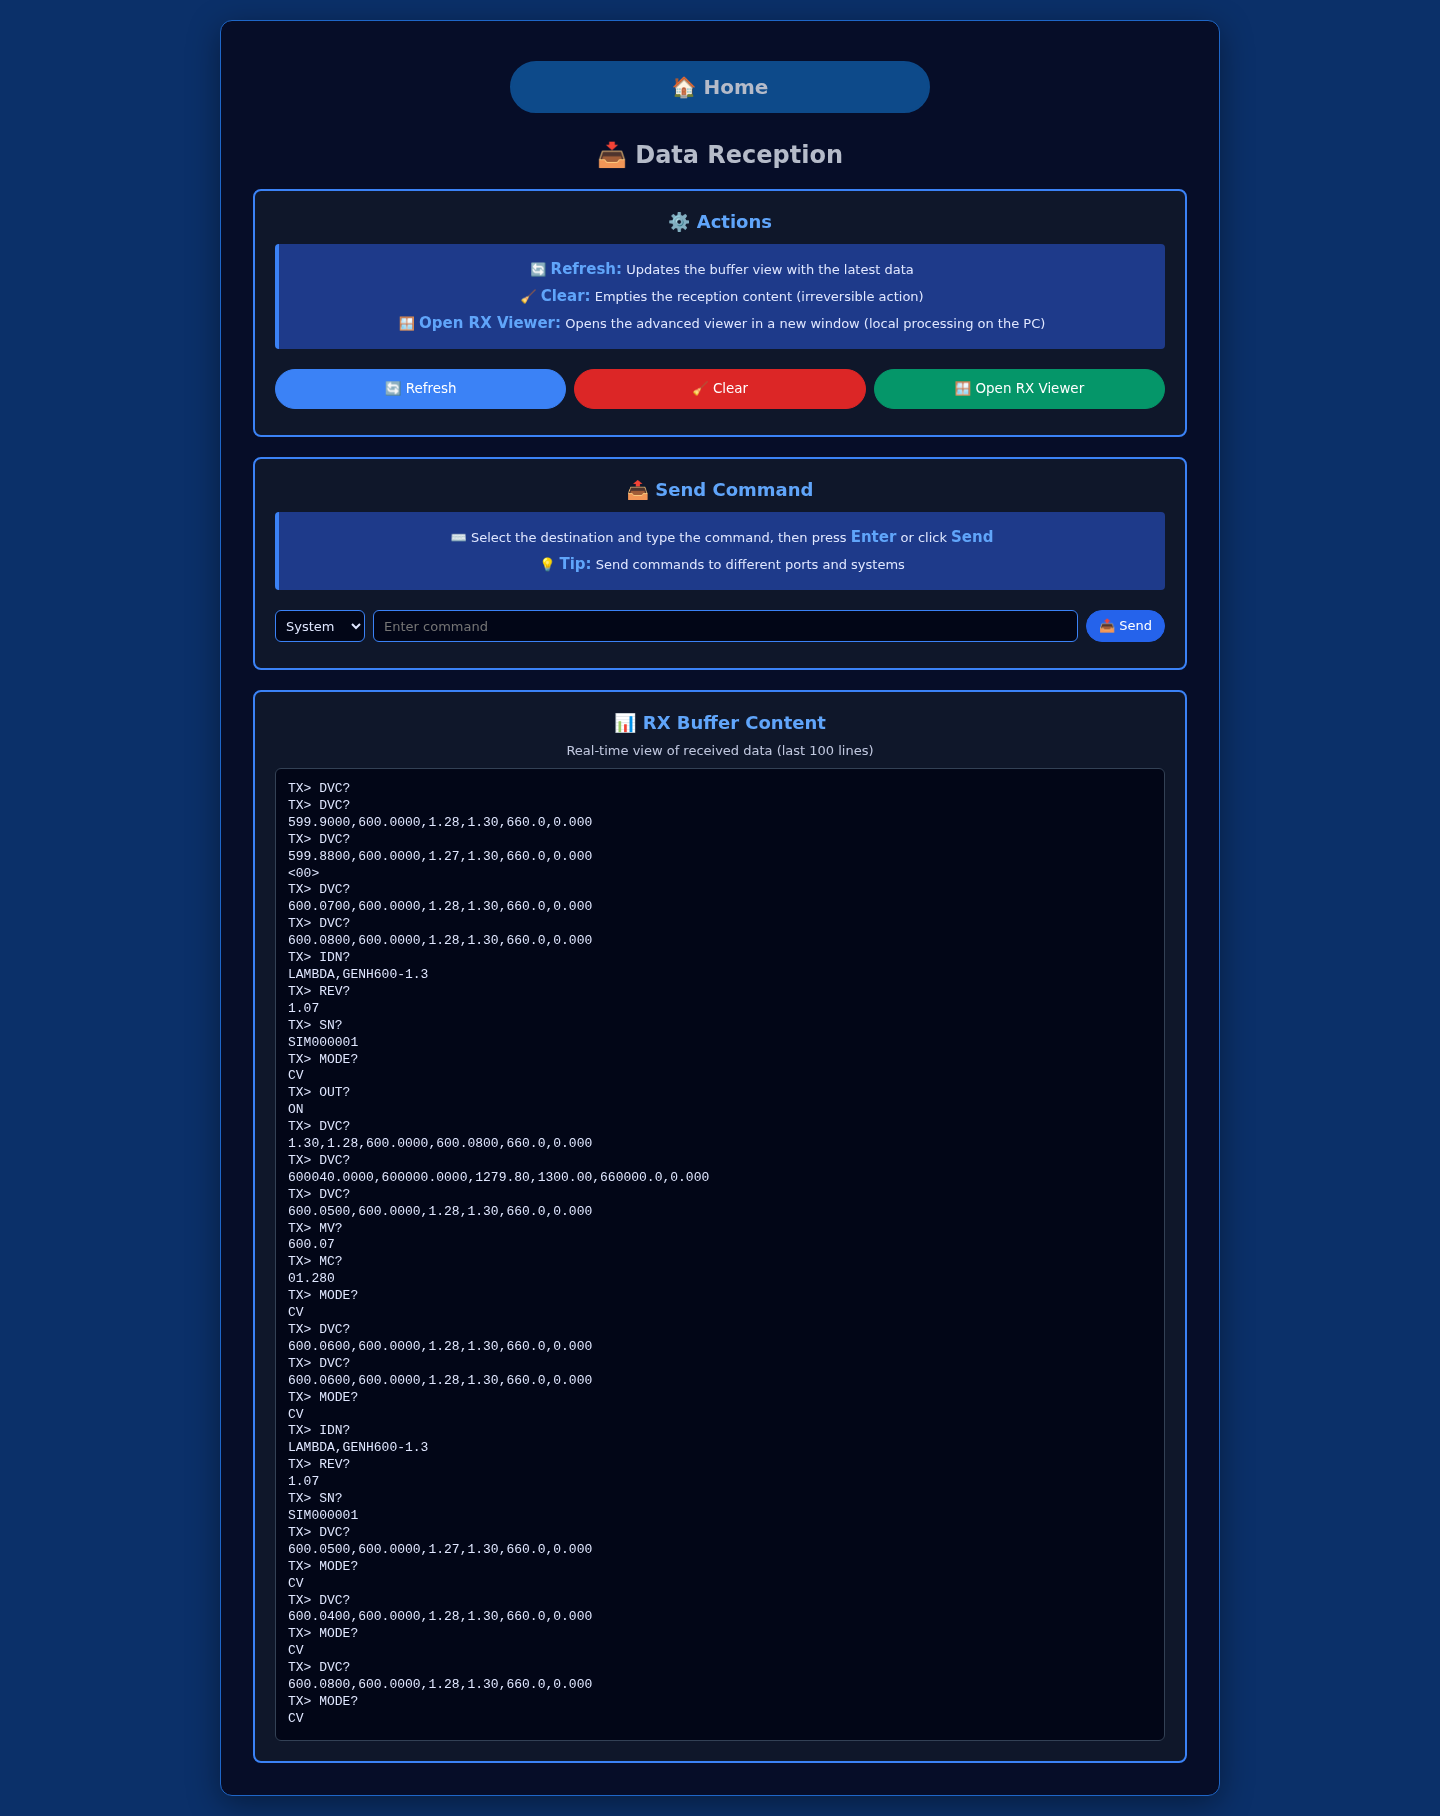 🏠 Home
📥 Data Reception
⚙️ Actions
🔄 Refresh: Updates the buffer view with the latest data
🧹 Clear: Empties the reception content (irreversible action)
🪟 Open RX Viewer: Opens the advanced viewer in a new window (local processing on the PC)
🔄 Refresh
🧹 Clear
🪟 Open RX Viewer
📤 Send Command
⌨️ Select the destination and type the command, then press Enter or click Send
💡 Tip: Send commands to different ports and systems
System
Enter command
📥 Send
📊 RX Buffer Content
Real-time view of received data (last 100 lines)
TX> DVC?
TX> DVC?
599.9000,600.0000,1.28,1.30,660.0,0.000
TX> DVC?
599.8800,600.0000,1.27,1.30,660.0,0.000
<00>
TX> DVC?
600.0700,600.0000,1.28,1.30,660.0,0.000
TX> DVC?
600.0800,600.0000,1.28,1.30,660.0,0.000
TX> IDN?
LAMBDA,GENH600-1.3
TX> REV?
1.07
TX> SN?
SIM000001
TX> MODE?
CV
TX> OUT?
ON
TX> DVC?
1.30,1.28,600.0000,600.0800,660.0,0.000
TX> DVC?
600040.0000,600000.0000,1279.80,1300.00,660000.0,0.000
TX> DVC?
600.0500,600.0000,1.28,1.30,660.0,0.000
TX> MV?
600.07
TX> MC?
01.280
TX> MODE?
CV
TX> DVC?
600.0600,600.0000,1.28,1.30,660.0,0.000
TX> DVC?
600.0600,600.0000,1.28,1.30,660.0,0.000
TX> MODE?
CV
TX> IDN?
LAMBDA,GENH600-1.3
TX> REV?
1.07
TX> SN?
SIM000001
TX> DVC?
600.0500,600.0000,1.27,1.30,660.0,0.000
TX> MODE?
CV
TX> DVC?
600.0400,600.0000,1.28,1.30,660.0,0.000
TX> MODE?
CV
TX> DVC?
600.0800,600.0000,1.28,1.30,660.0,0.000
TX> MODE?
CV